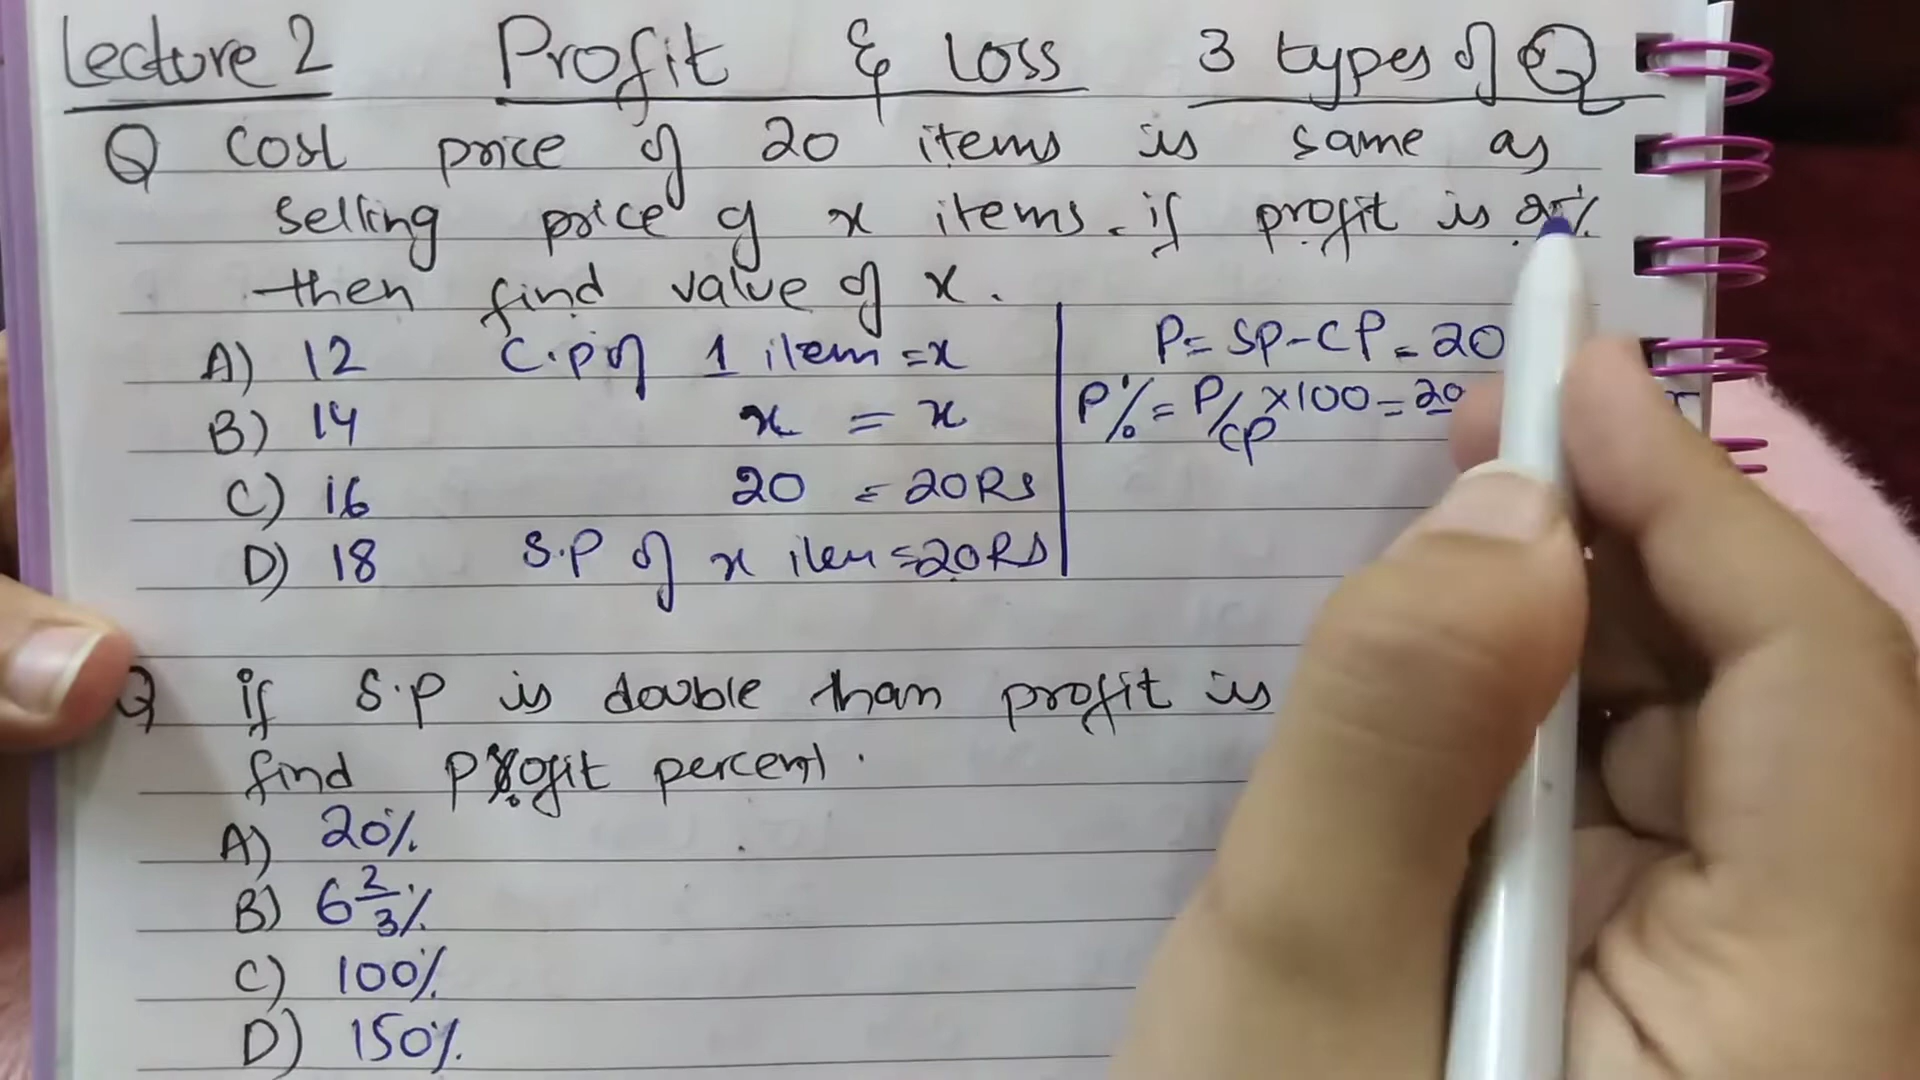 Lecture 2 Profit & Loss 3 types of Q
Q Cost price of 20 items is same as
selling price of x items. if profit is 25%
then find value of x.
A) 12 C.P of 1 item = x
B) 14 x = x
C) 16 20 = 20RS
D) 18 S.P of x item = 20RS
P = SP - CP = 20
P% = P/CP ×100 = 20
Q if S.P is double than profit is
find profit percent.
A) 20%
B) 6 2/3%
C) 100%
D) 150%